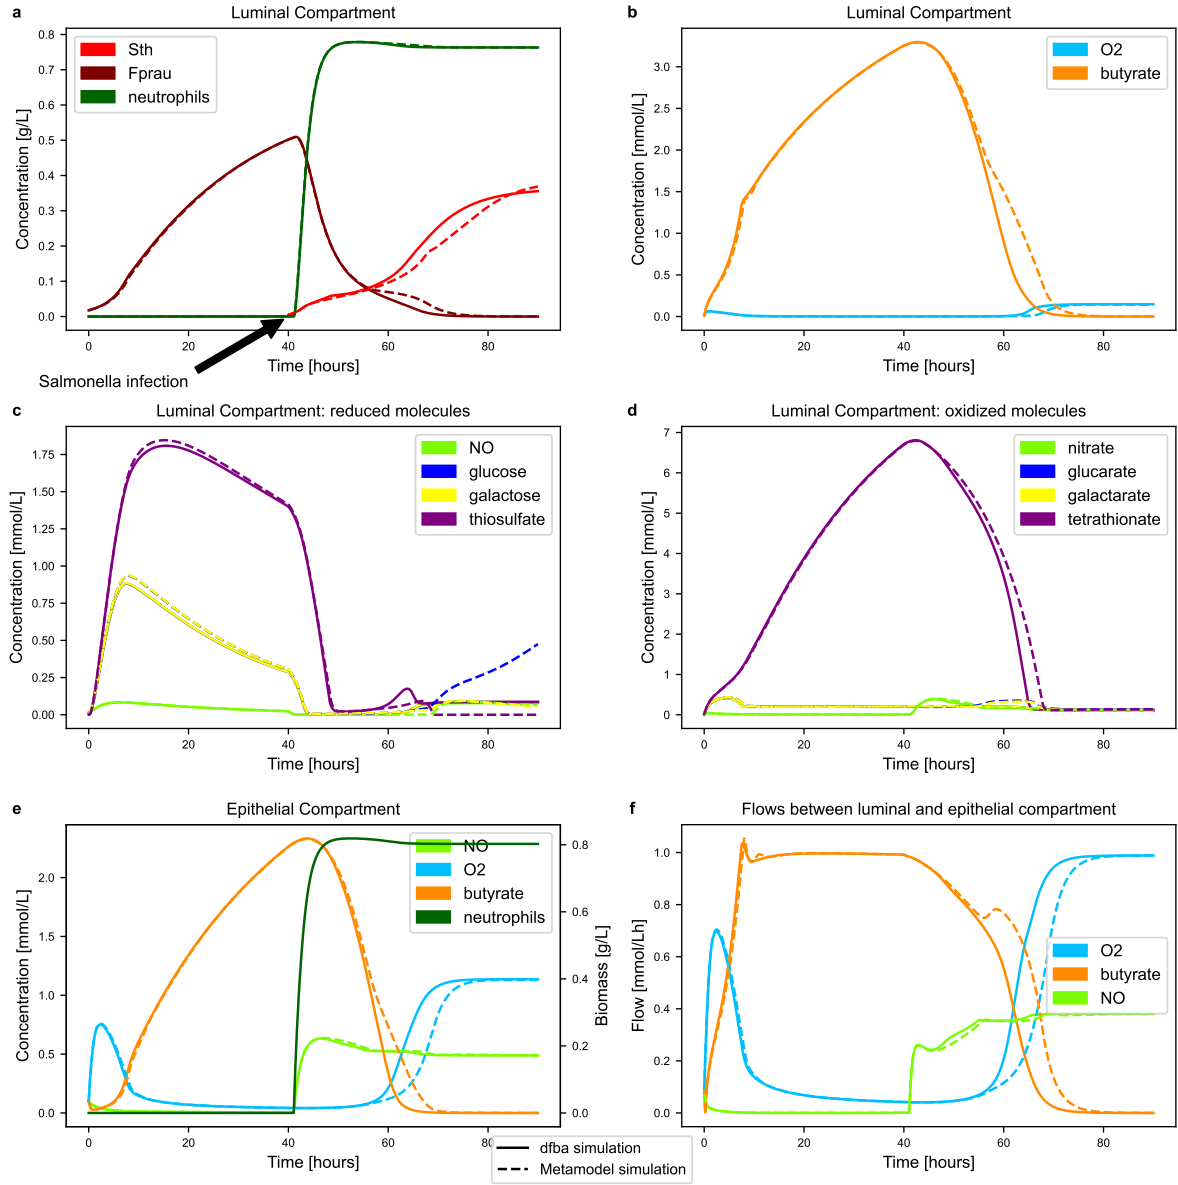 a
Luminal Compartment
0.8
0.7
0.6
0.5
0.4
0.3
0.2
0.1
0.0
Concentration [g/L]
Sth
Fprau
neutrophils
0
20
40
60
80
Time [hours]
Salmonella infection
b
Luminal Compartment
3.0
2.5
2.0
1.5
1.0
0.5
0.0
Concentration [mmol/L]
O2
butyrate
0
20
40
60
80
Time [hours]
c
Luminal Compartment: reduced molecules
1.75
1.50
1.25
1.00
0.75
0.50
0.25
0.00
Concentration [mmol/L]
NO
glucose
galactose
thiosulfate
0
20
40
60
80
Time [hours]
d
Luminal Compartment: oxidized molecules
7
6
5
4
3
2
1
0
Concentration [mmol/L]
nitrate
glucarate
galactarate
tetrathionate
0
20
40
60
80
Time [hours]
e
Epithelial Compartment
2.0
1.5
1.0
0.5
0.0
Concentration [mmol/L]
NO
O2
butyrate
neutrophils
0.8
0.6
0.4
0.2
0.0
Biomass [g/L]
0
20
40
60
80
Time [hours]
f
Flows between luminal and epithelial compartment
1.0
0.8
0.6
0.4
0.2
0.0
Flow [mmol/Lh]
O2
butyrate
NO
0
20
40
60
80
Time [hours]
dfba simulation
Metamodel simulation